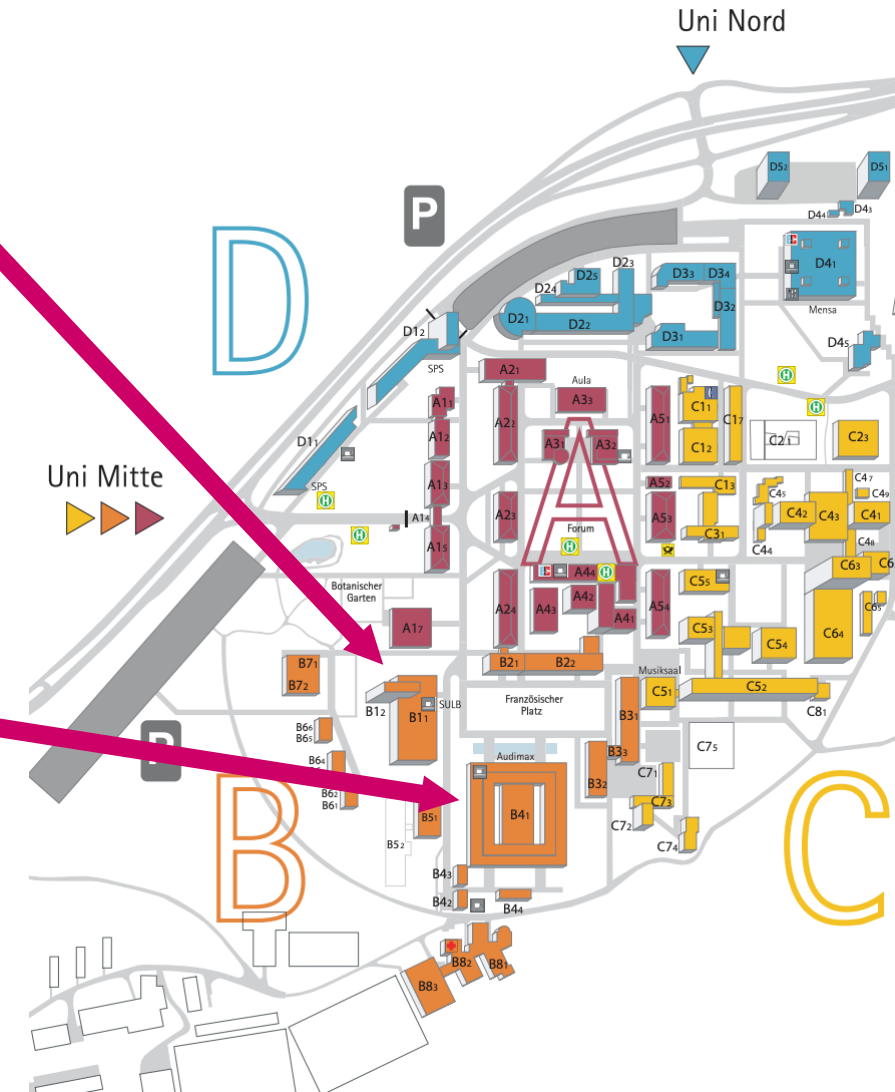 Uni Nord
D52
D51
D43
D44
P
D
D23
D25
D24
D33
D34
D41
D21
D22
D32
D31
Mensa
D12
SPS
D45
A21
Aula
H
A11
A22
A33
A51
C11
C17
H
D11
A12
A31
A32
C12
C21
C23
Uni Mitte
SPS
A13
A
A52
C13
C45
C47
C49
H
A14
A23
A53
C42
C43
C41
Forum
C31
H
A15
H
C44
C48
Botanischer
Garten
A44
H
C55
C63
C6
A17
A24
A43
A42
A41
A54
C53
C54
C64
C65
B71
B72
B21
B22
Musiksaal
B12
B11
SULB
Französischer
Platz
B31
C51
C52
C81
B66
B65
P
B33
C75
B64
Audimax
B32
C71
C
B62
B61
B
B51
B41
C73
C72
B52
C74
B43
B42
B44
B82
B81
B83